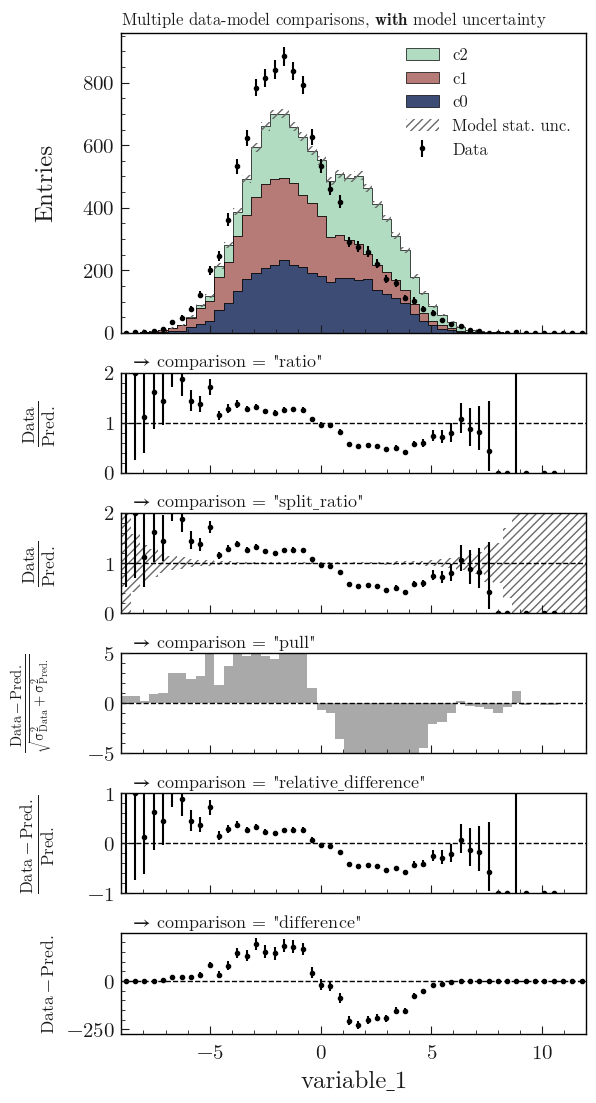 Multiple data-model comparisons, with model uncertainty
Entries
800
600
400
200
0
c2
c1
c0
Model stat. unc.
Data
→ comparison = "ratio"
Data
Pred.
2
1
0
→ comparison = "split_ratio"
Data
Pred.
2
1
0
→ comparison = "pull"
Data − Pred.
√σ²Data + σ²Pred.
5
0
−5
→ comparison = "relative_difference"
Data − Pred.
Pred.
1
0
−1
→ comparison = "difference"
Data − Pred.
0
−250
−5 0 5 10
variable_1